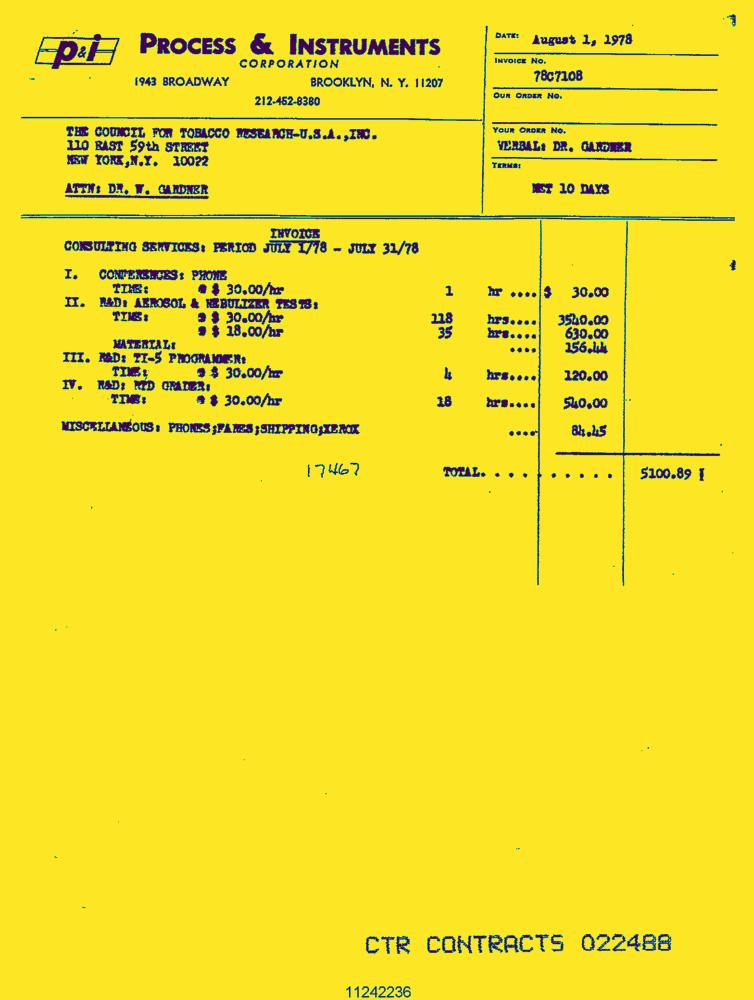 p&i PROCESS & INSTRUMENTS
CORPORATION
1943 BROADWAY BROOKLYN, N. Y. 11207
212-452-8380
DATE: August 1, 1978
INVOICE NO.
78C7108
OUR ORDER NO.
YOUR ORDER NO.
VERBAL: DR. GARDNER
TERMS:
NET 10 DAYS
THE COUNCIL FOR TOBACCO RESEARCH-U.S.A.,INC.
110 EAST 59th STREET
NEW YORK,N.Y. 10022
ATTN: DR. W. GARDNER
INVOICE
CONSULTING SERVICES: PERIOD JULY 1/78 - JULY 31/78
I. CONFERENCES: PHONE
TIME: @ $ 30.00/hr 1 hr .... $ 30.00
II. R&D: AEROSOL & NEBULIZER TESTS:
TIME: @ $ 30.00/hr 118 hrs.... 3540.00
@ $ 18.00/hr 35 hrs.... 630.00
MATERIAL: .... 156.44
III. R&D: TI-5 PROGRAMMER:
TIME: @ $ 30.00/hr 4 hrs.... 120.00
IV. R&D: RTD GRADER:
TIME: @ $ 30.00/hr 18 hrs.... 540.00
MISCELLANEOUS: PHONES;FARES;SHIPPING;XEROX .... 84.45
17467 TOTAL. . . . . . . . . . 5100.89
CTR CONTRACTS 022488
11242236